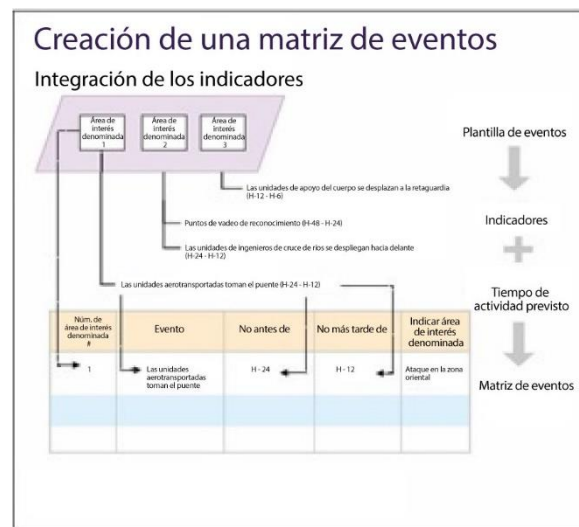 Creación de una matriz de eventos
Integración de los indicadores
Área de
interés
denominada
1
Área de
interés
denominada
2
Área de
interés
denominada
3
Plantilla de eventos
Las unidades de apoyo del cuerpo se desplazan a la retaguardia
(H-12 - H-6)
Puntos de vadeo de reconocimiento (H-48 - H-24)
Indicadores
Las unidades de ingenieros de cruce de ríos se despliegan hacia delante
(H-24 - H-12)
Las unidades aerotransportadas toman el puente (H-24 - H-12)
Tiempo de
actividad previsto
Núm. de
área de interés
denominada
#
Evento
No antes de
No más tarde de
Indicar área
de interés
denominada
1
Las unidades
aerotransportadas
toman el puente
H - 24
H - 12
Ataque en la zona
oriental
Matriz de eventos